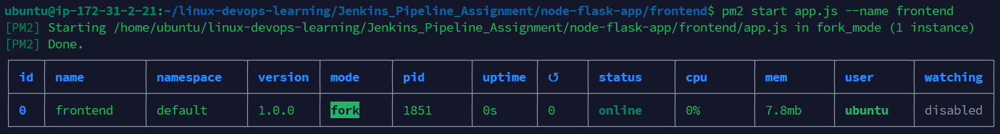 ubuntu@ip-172-31-2-21:~/linux-devops-learning/Jenkins_Pipeline_Assignment/node-flask-app/frontend$ pm2 start app.js --name frontend
[PM2] Starting /home/ubuntu/linux-devops-learning/Jenkins_Pipeline_Assignment/node-flask-app/frontend/app.js in fork_mode (1 instance)
[PM2] Done.
id name namespace version mode pid uptime ↺ status cpu mem user watching
0 frontend default 1.0.0 fork 1851 0s 0 online 0% 7.8mb ubuntu disabled